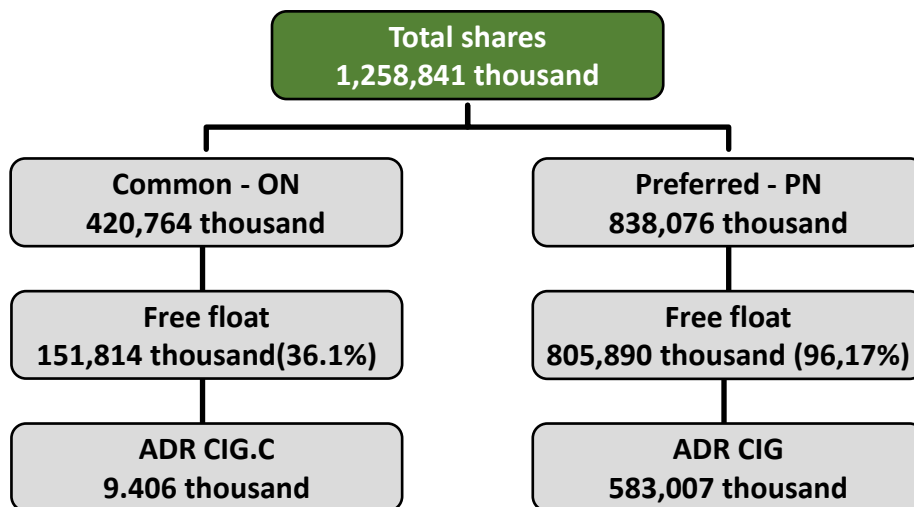 Total shares
1,258,841 thousand
Common - ON
420,764 thousand
Preferred - PN
838,076 thousand
Free float
151,814 thousand(36.1%)
Free float
805,890 thousand (96,17%)
ADR CIG.C
9.406 thousand
ADR CIG
583,007 thousand